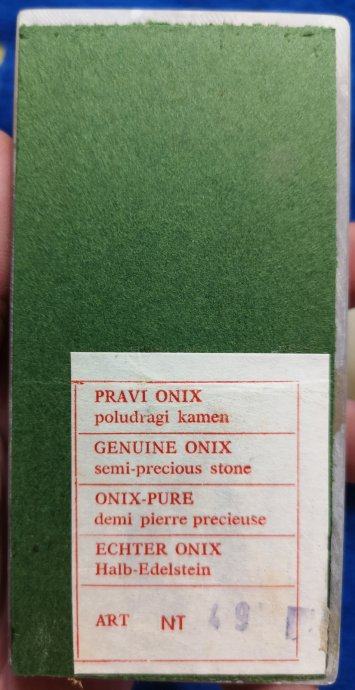 PRAVI ONIX
poludragi kamen
GENUINE ONIX
semi-precious stone
ONIX-PURE
demi pierre precieuse
ECHTER ONIX
Halb-Edelstein
ART NT 49